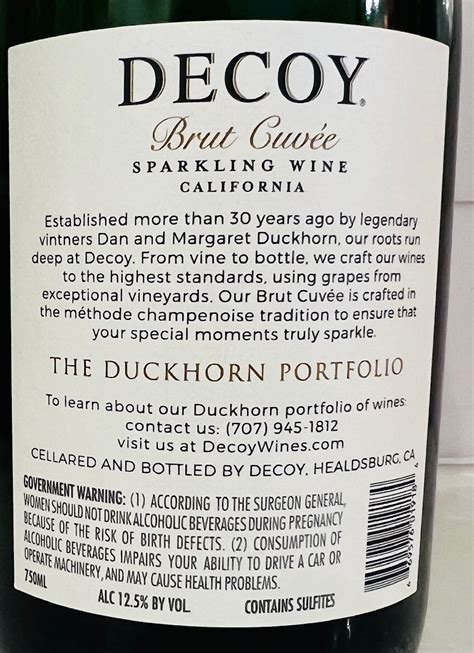 DECOY®
Brut Cuvée
SPARKLING WINE
CALIFORNIA
Established more than 30 years ago by legendary
vintners Dan and Margaret Duckhorn, our roots run
deep at Decoy. From vine to bottle, we craft our wines
to the highest standards, using grapes from
exceptional vineyards. Our Brut Cuvée is crafted in
the méthode champenoise tradition to ensure that
your special moments truly sparkle.
THE DUCKHORN PORTFOLIO
To learn about our Duckhorn portfolio of wines
contact us: (707) 945-1812
visit us at DecoyWines.com
CELLARED AND BOTTLED BY DECOY, HEALDSBURG, CA
GOVERNMENT WARNING: (1) ACCORDING TO THE SURGEON GENERAL,
WOMEN SHOULD NOT DRINK ALCOHOLIC BEVERAGES DURING PREGNANCY
BECAUSE OF THE RISK OF BIRTH DEFECTS. (2) CONSUMPTION OF
ALCOHOLIC BEVERAGES IMPAIRS YOUR ABILITY TO DRIVE A CAR OR
OPERATE MACHINERY, AND MAY CAUSE HEALTH PROBLEMS.
750ML
ALC 12.5% BY VOL.
CONTAINS SULFITES